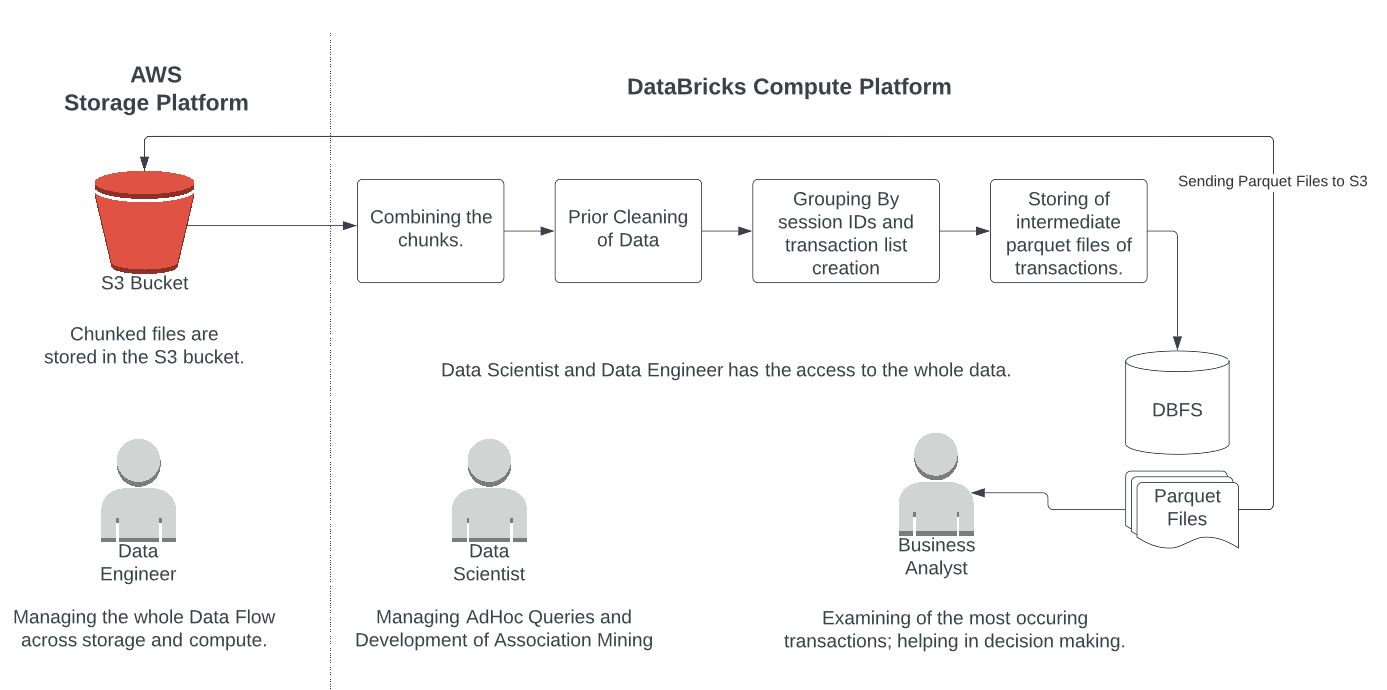 AWS
Storage Platform
DataBricks Compute Platform
Sending Parquet Files to S3
Combining the
chunks.
Prior Cleaning
of Data
Grouping By
session IDs and
transaction list
creation
Storing of
intermediate
parquet files of
transactions.
S3 Bucket
Chunked files are
stored in the S3 bucket.
Data Scientist and Data Engineer has the access to the whole data.
DBFS
Parquet
Files
Data
Engineer
Data
Scientist
Business
Analyst
Managing the whole Data Flow
across storage and compute.
Managing AdHoc Queries and
Development of Association Mining
Examining of the most occuring
transactions; helping in decision making.